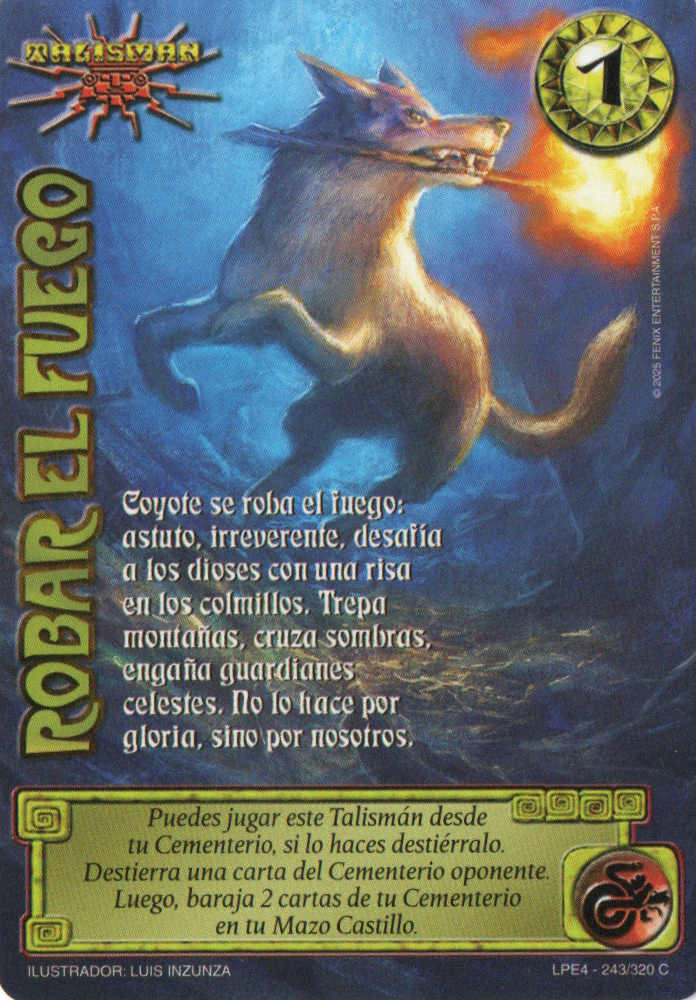 TALISMAN
1
ROBAR EL FUEGO
© 2025 FENIX ENTERTAINMENT S.P.A
Coyote se roba el fuego:
astuto, irreverente, desafía
a los dioses con una risa
en los colmillos. Trepa
montañas, cruza sombras,
engaña guardianes
celestes. No lo hace por
gloria, sino por nosotros.
Puedes jugar este Talismán desde
tu Cementerio, si lo haces destiérralo.
Destierra una carta del Cementerio oponente.
Luego, baraja 2 cartas de tu Cementerio
en tu Mazo Castillo.
ILUSTRADOR: LUIS INZUNZA
LPE4 - 243/320 C